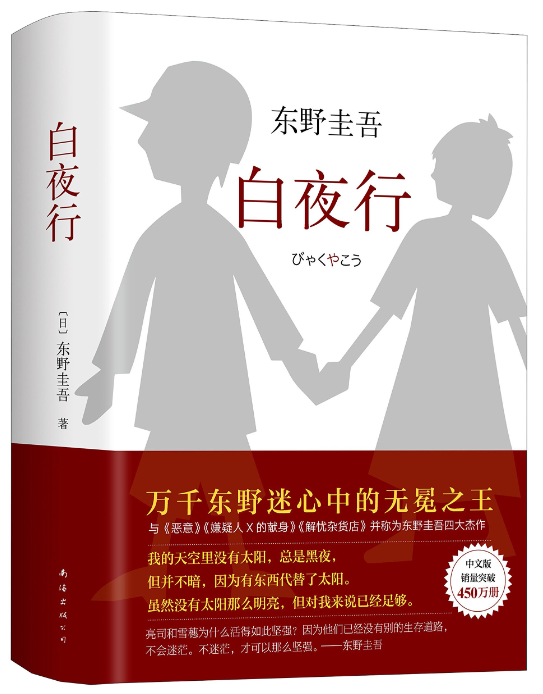 白夜行
〔日〕东野圭吾 著
南海出版公司
东野圭吾
白夜行
びゃくやこう
万千东野迷心中的无冕之王
与《恶意》《嫌疑人X的献身》《解忧杂货店》并称为东野圭吾四大杰作
我的天空里没有太阳，总是黑夜，
但并不暗，因为有东西代替了太阳。
虽然没有太阳那么明亮，但对我来说已经足够。
亮司和雪穗为什么活得如此坚强？因为他们已经没有别的生存道路，
不会迷茫。不迷茫，才可以那么坚强。——东野圭吾
中文版
销量突破
450万册